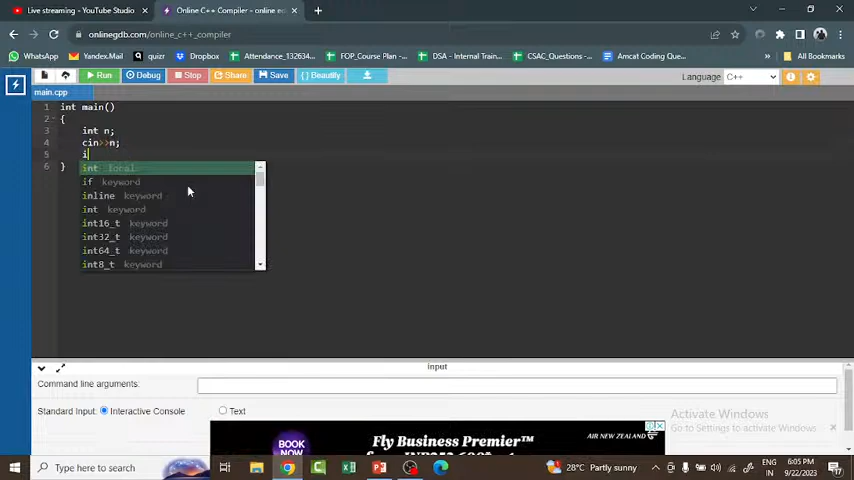 Live streaming - YouTube Studio
Online C++ Compiler - online ed
onlinegdb.com/online_c++_compiler
WhatsApp
Yandex.Mail
quizr
Dropbox
Attendance_132634...
FOP_Course Plan -...
DSA - Internal Train...
CSAC_Questions -...
Amcat Coding Que...
All Bookmarks
Run
Debug
Stop
Share
Save
{ } Beautify
Language: C++
main.cpp
1 int main()
2 {
3 int n;
4 cin>>n;
5 i
6 }
int local
if keyword
inline keyword
int keyword
int16_t keyword
int32_t keyword
int64_t keyword
int8_t keyword
input
Command line arguments:
Standard Input: Interactive Console Text
Activate Windows
Go to Settings to activate Windows.
BOOK
NOW
Fly Business Premier™
AIR NEW ZEALAND
Type here to search
28°C Partly sunny
ENG
IN
6:05 PM
9/22/2023
17